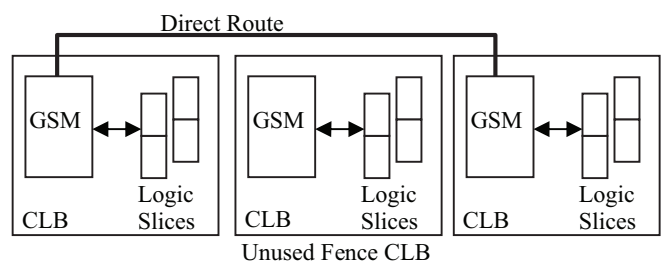 Direct Route
GSM
Logic
Slices
CLB
GSM
Logic
Slices
CLB
GSM
Logic
Slices
CLB
Unused Fence CLB